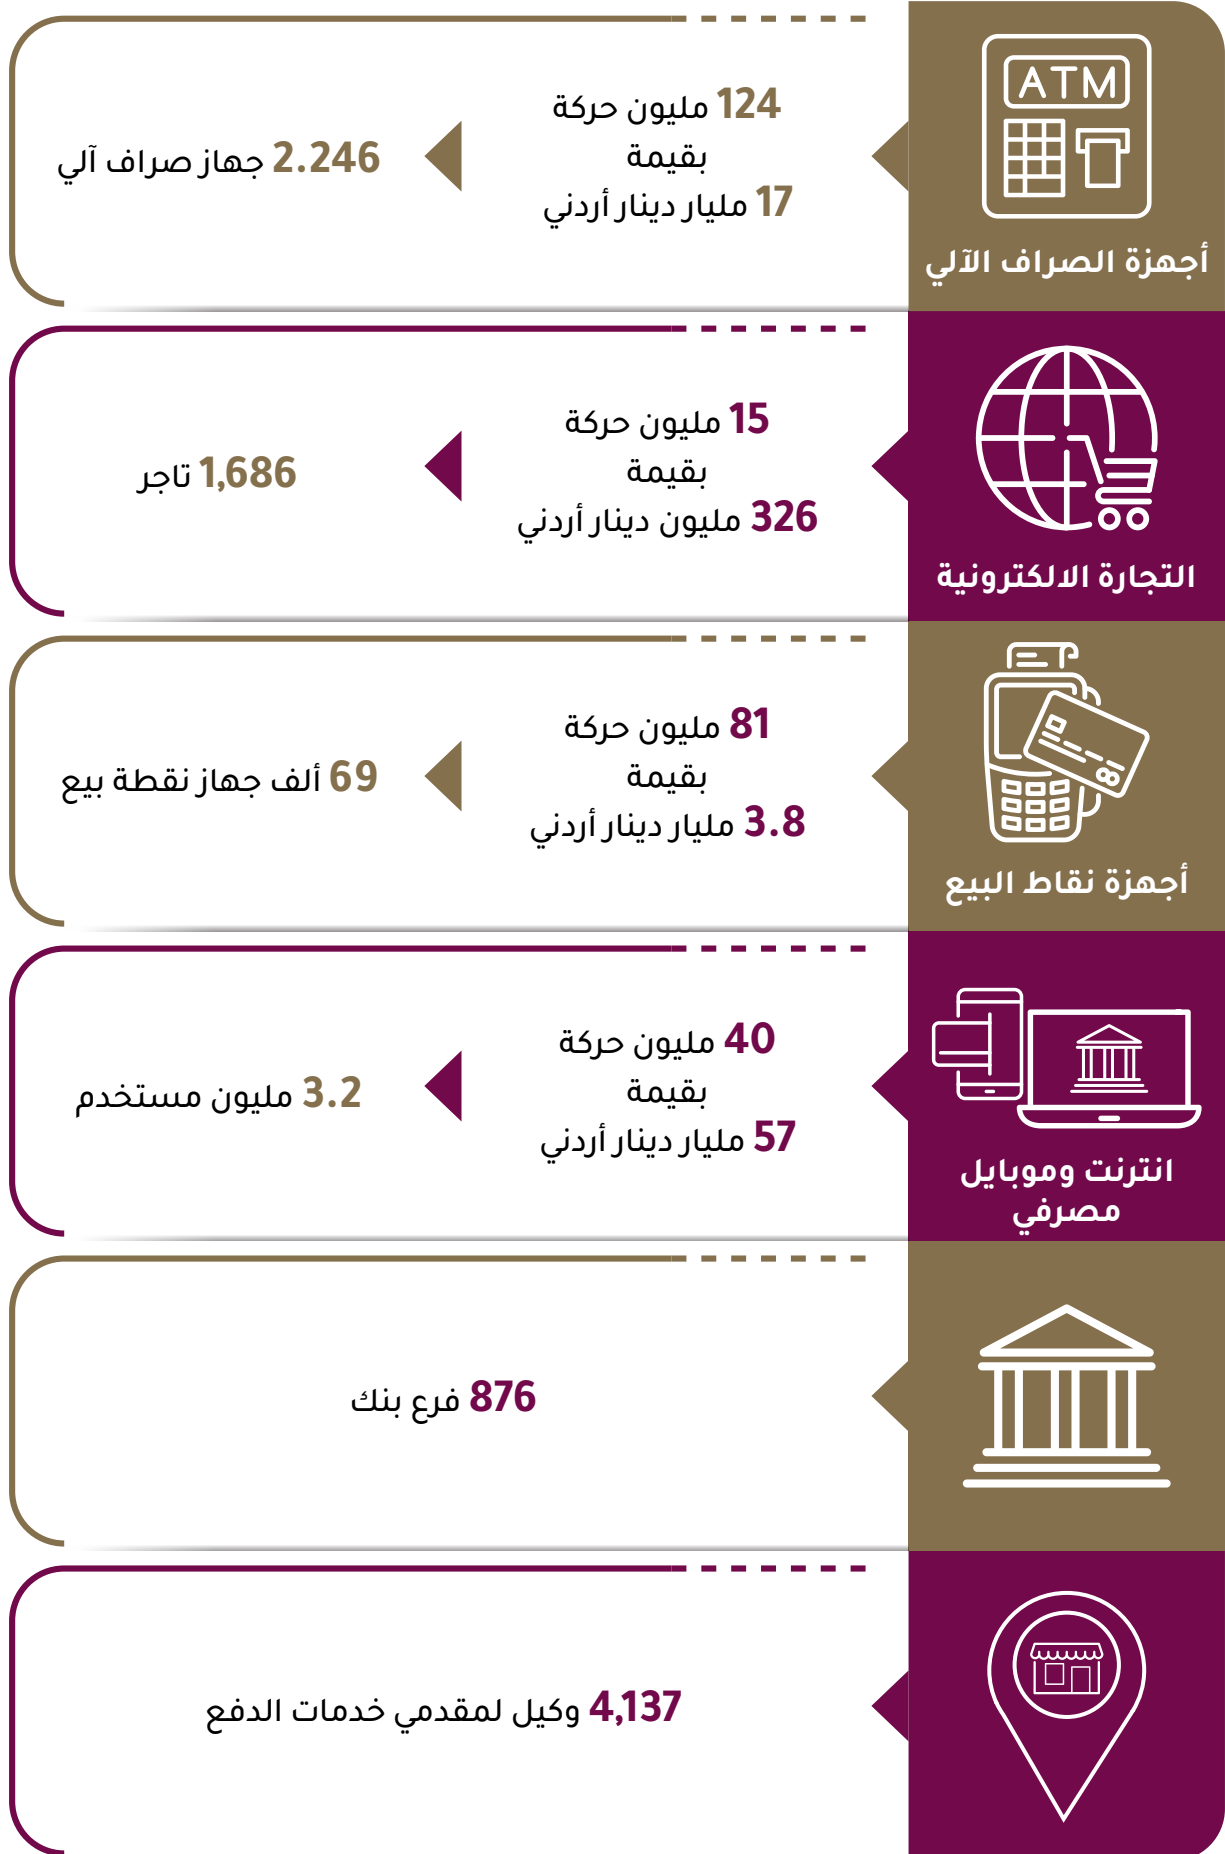 ATM
أجهزة الصراف الآلي
124 مليون حركة
بقيمة
17 مليار دينار أردني
2.246 جهاز صراف آلي
التجارة الالكترونية
15 مليون حركة
بقيمة
326 مليون دينار أردني
1,686 تاجر
أجهزة نقاط البيع
81 مليون حركة
بقيمة
3.8 مليار دينار أردني
69 ألف جهاز نقطة بيع
انترنت وموبايل
مصرفي
40 مليون حركة
بقيمة
57 مليار دينار أردني
3.2 مليون مستخدم
876 فرع بنك
4,137 وكيل لمقدمي خدمات الدفع